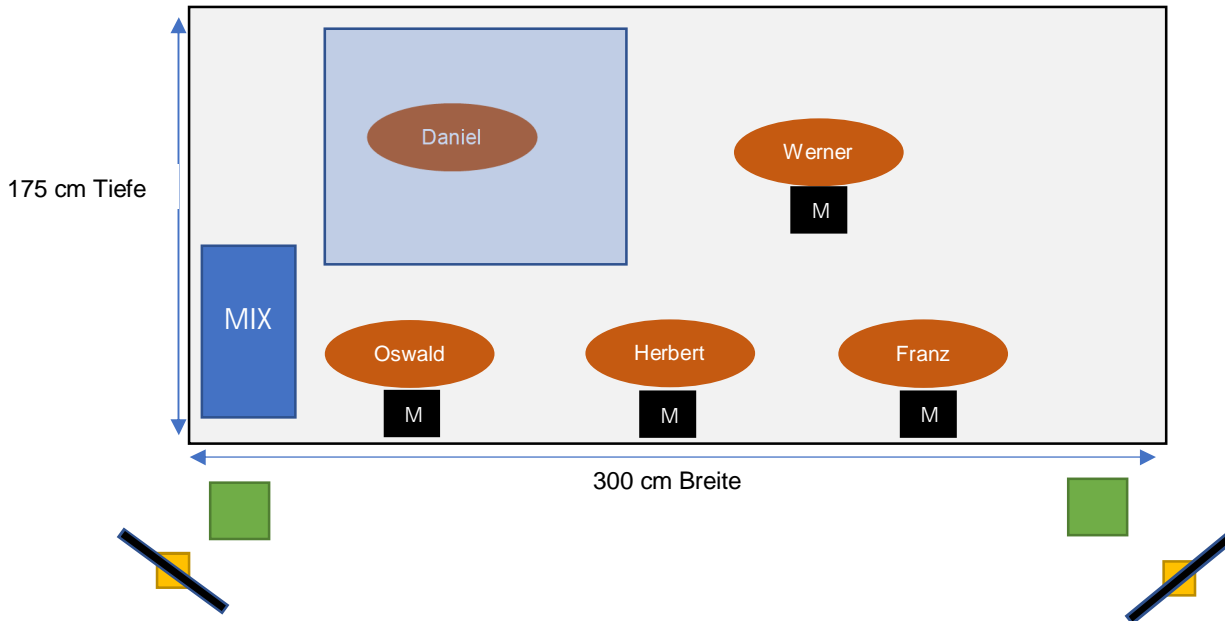 Daniel
Werner
M
175 cm Tiefe
MIX
Oswald
Herbert
Franz
M
M
M
300 cm Breite